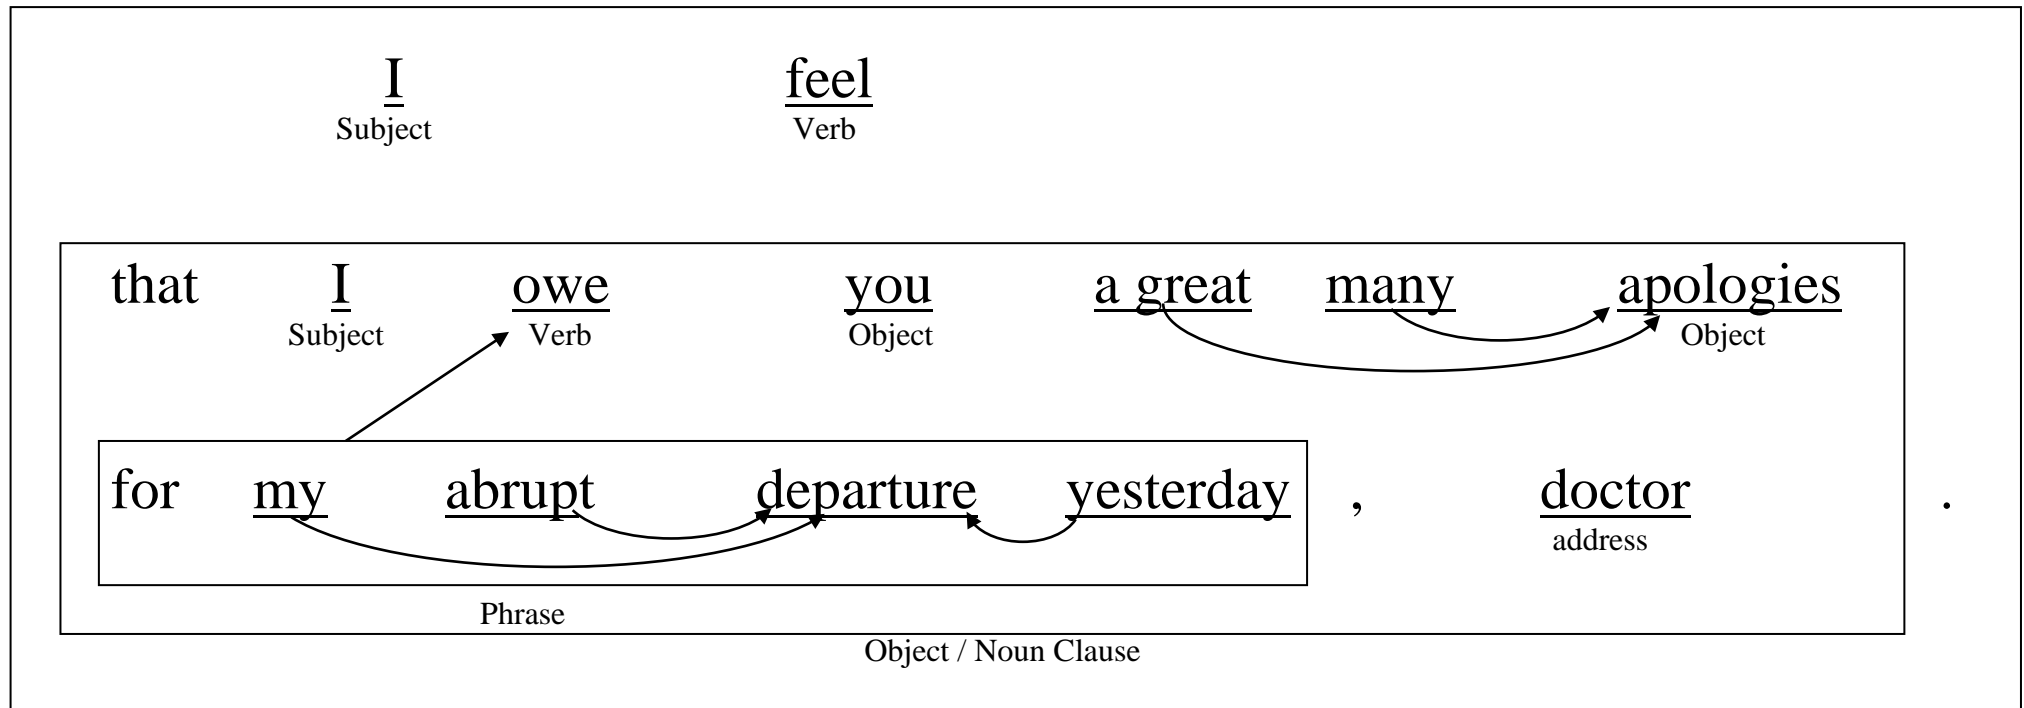 I feel
Subject Verb
that I owe you a great many apologies
Subject Verb Object Object
for my abrupt departure yesterday , doctor .
address
Phrase
Object / Noun Clause